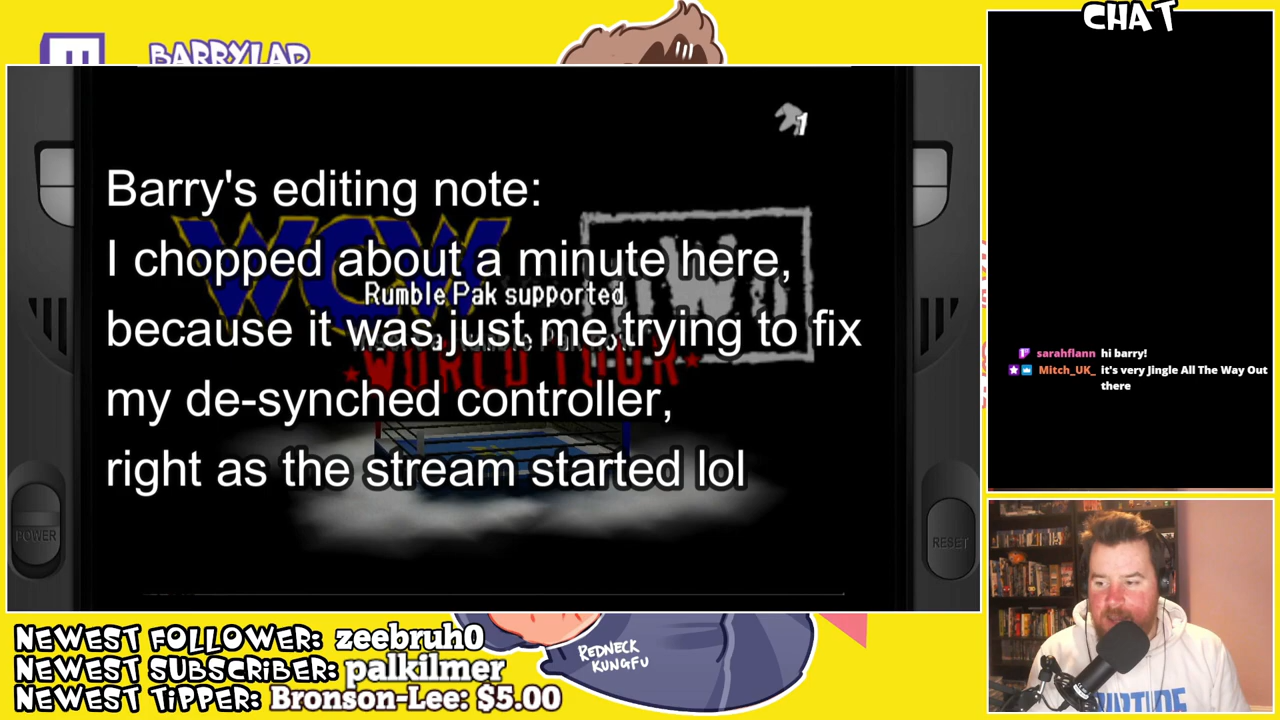 BARRYLAD
CHAT
1
Barry's editing note:
I chopped about a minute here,
because it was just me trying to fix
my de-synched controller,
right as the stream started lol
WCW
nWo
Rumble Pak supported
WORLD TOUR
POWER
RESET
sarahflann hi barry!
Mitch_UK_ it's very Jingle All The Way Out
there
REDNECK
KUNGFU
NEWEST FOLLOWER: zeebruh0
NEWEST SUBSCRIBER: palkilmer
NEWEST TIPPER: Bronson-Lee: $5.00
RIPTIDE